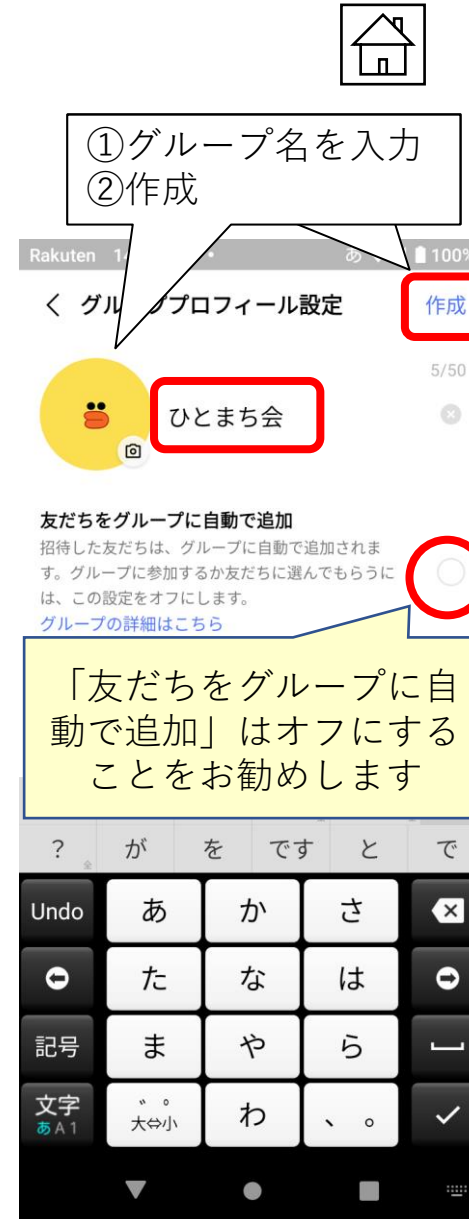 ①グループ名を入力
②作成
Rakuten
あ
100%
グループプロフィール設定
作成
5/50
ひとまち会
友だちをグループに自動で追加
招待した友だちは、グループに自動で追加されま
す。グループに参加するか友だちに選んでもらうに
は、この設定をオフにします。
グループの詳細はこちら
「友だちをグループに自
動で追加」はオフにする
ことをお勧めします
? が を です と で
全
Undo あ か さ
た な は
記号 ま や ら
文字 ゛゜ わ 、。
あA1 大⇔小